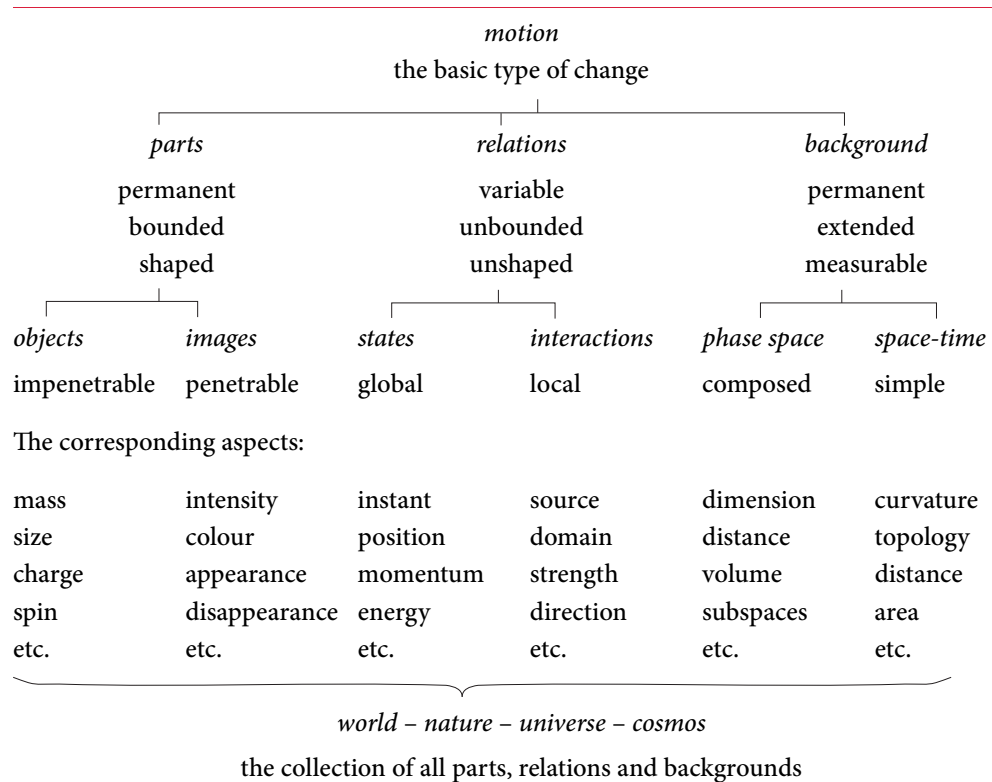 motion
the basic type of change
parts relations background
permanent variable permanent
bounded unbounded extended
shaped unshaped measurable
objects images states interactions phase space space-time
impenetrable penetrable global local composed simple
The corresponding aspects:
mass intensity instant source dimension curvature
size colour position domain distance topology
charge appearance momentum strength volume distance
spin disappearance energy direction subspaces area
etc. etc. etc. etc. etc. etc.
world – nature – universe – cosmos
the collection of all parts, relations and backgrounds